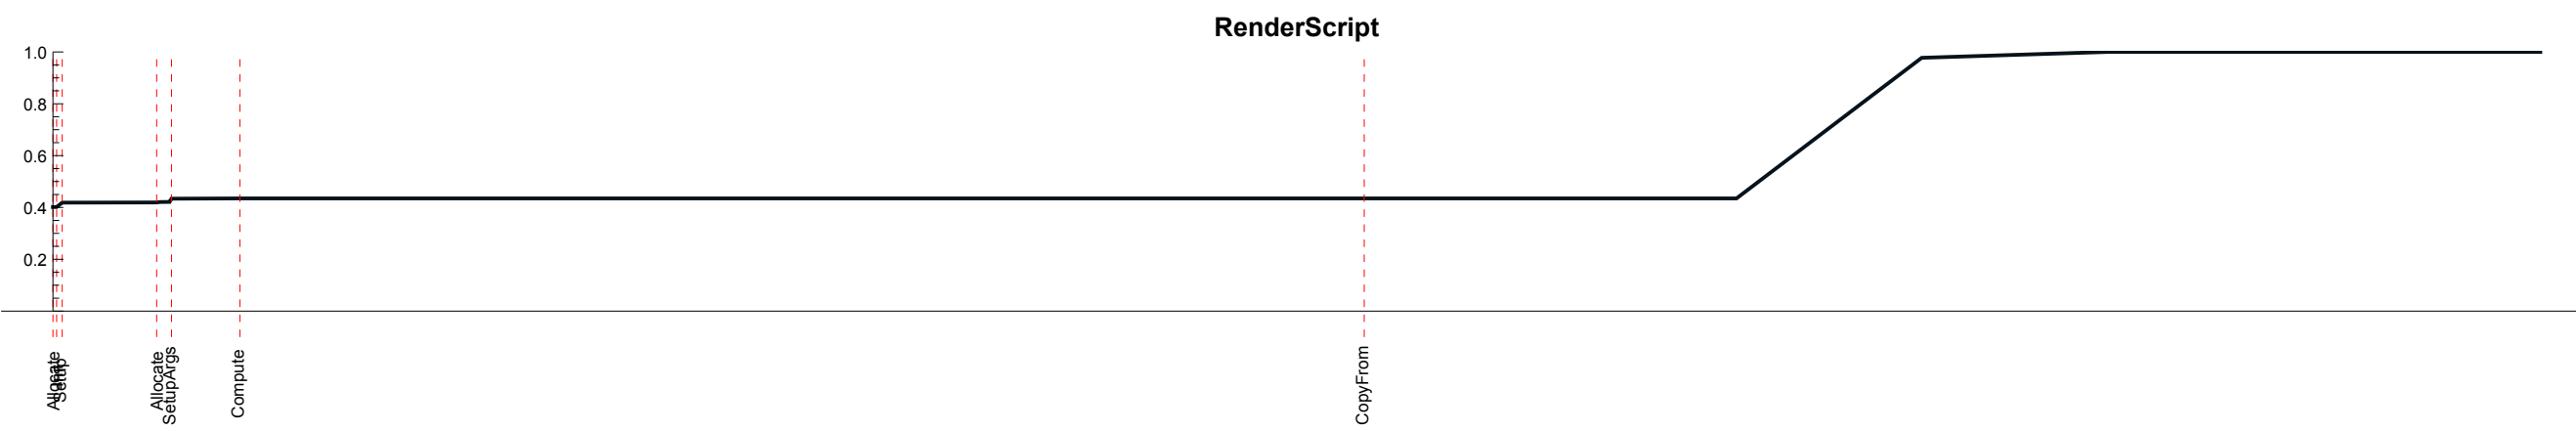 RenderScript
1.0
0.8
0.6
0.4
0.2
Allocate
Setup
Allocate
SetupArgs
Compute
CopyFrom